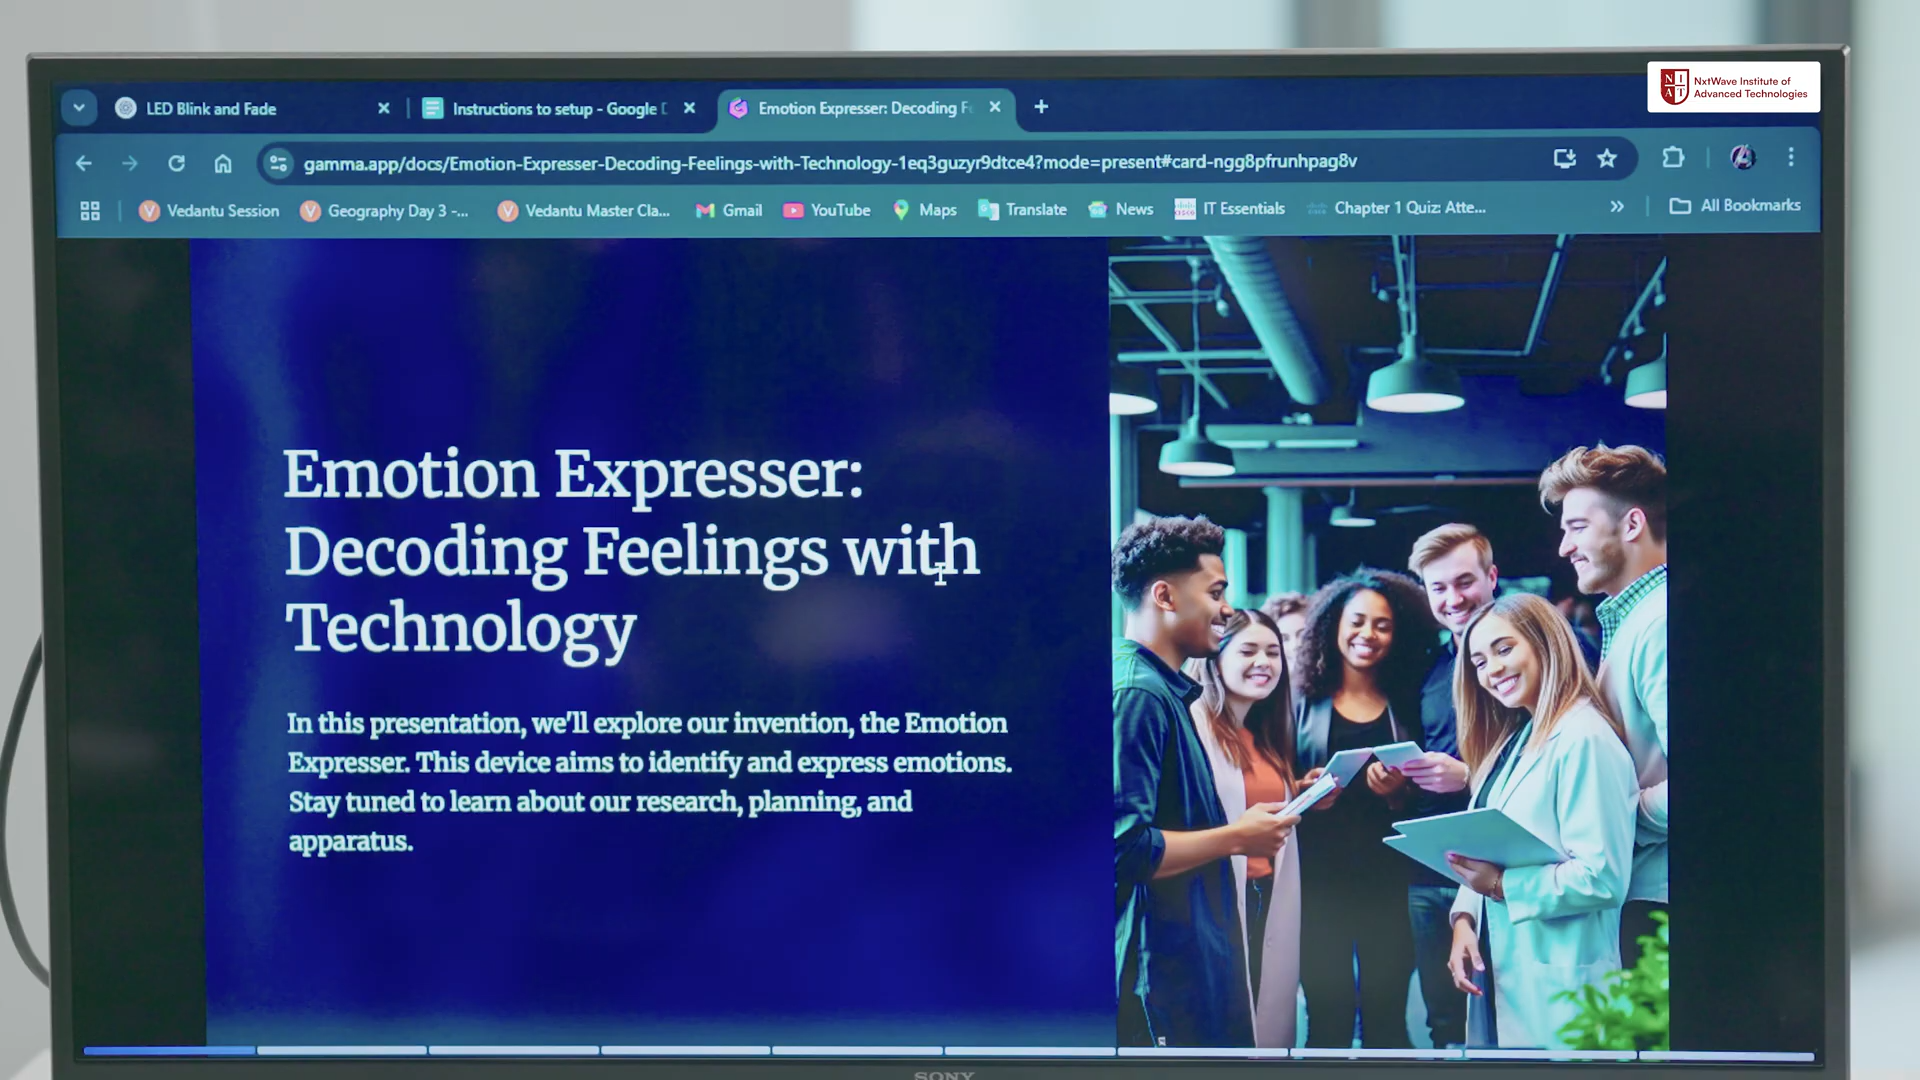 NIAT
NxtWave Institute of
Advanced Technologies
LED Blink and Fade
Instructions to setup - Google D
Emotion Expresser: Decoding Fe
gamma.app/docs/Emotion-Expresser-Decoding-Feelings-with-Technology-1eq3guzyr9dtce4?mode=present#card-ngg8pfrunhpag8v
Vedantu Session
Geography Day 3 -...
Vedantu Master Cla...
Gmail
YouTube
Maps
Translate
News
IT Essentials
Chapter 1 Quiz: Atte...
All Bookmarks
Emotion Expresser:
Decoding Feelings with
Technology
In this presentation, we'll explore our invention, the Emotion
Expresser. This device aims to identify and express emotions.
Stay tuned to learn about our research, planning, and
apparatus.
SONY